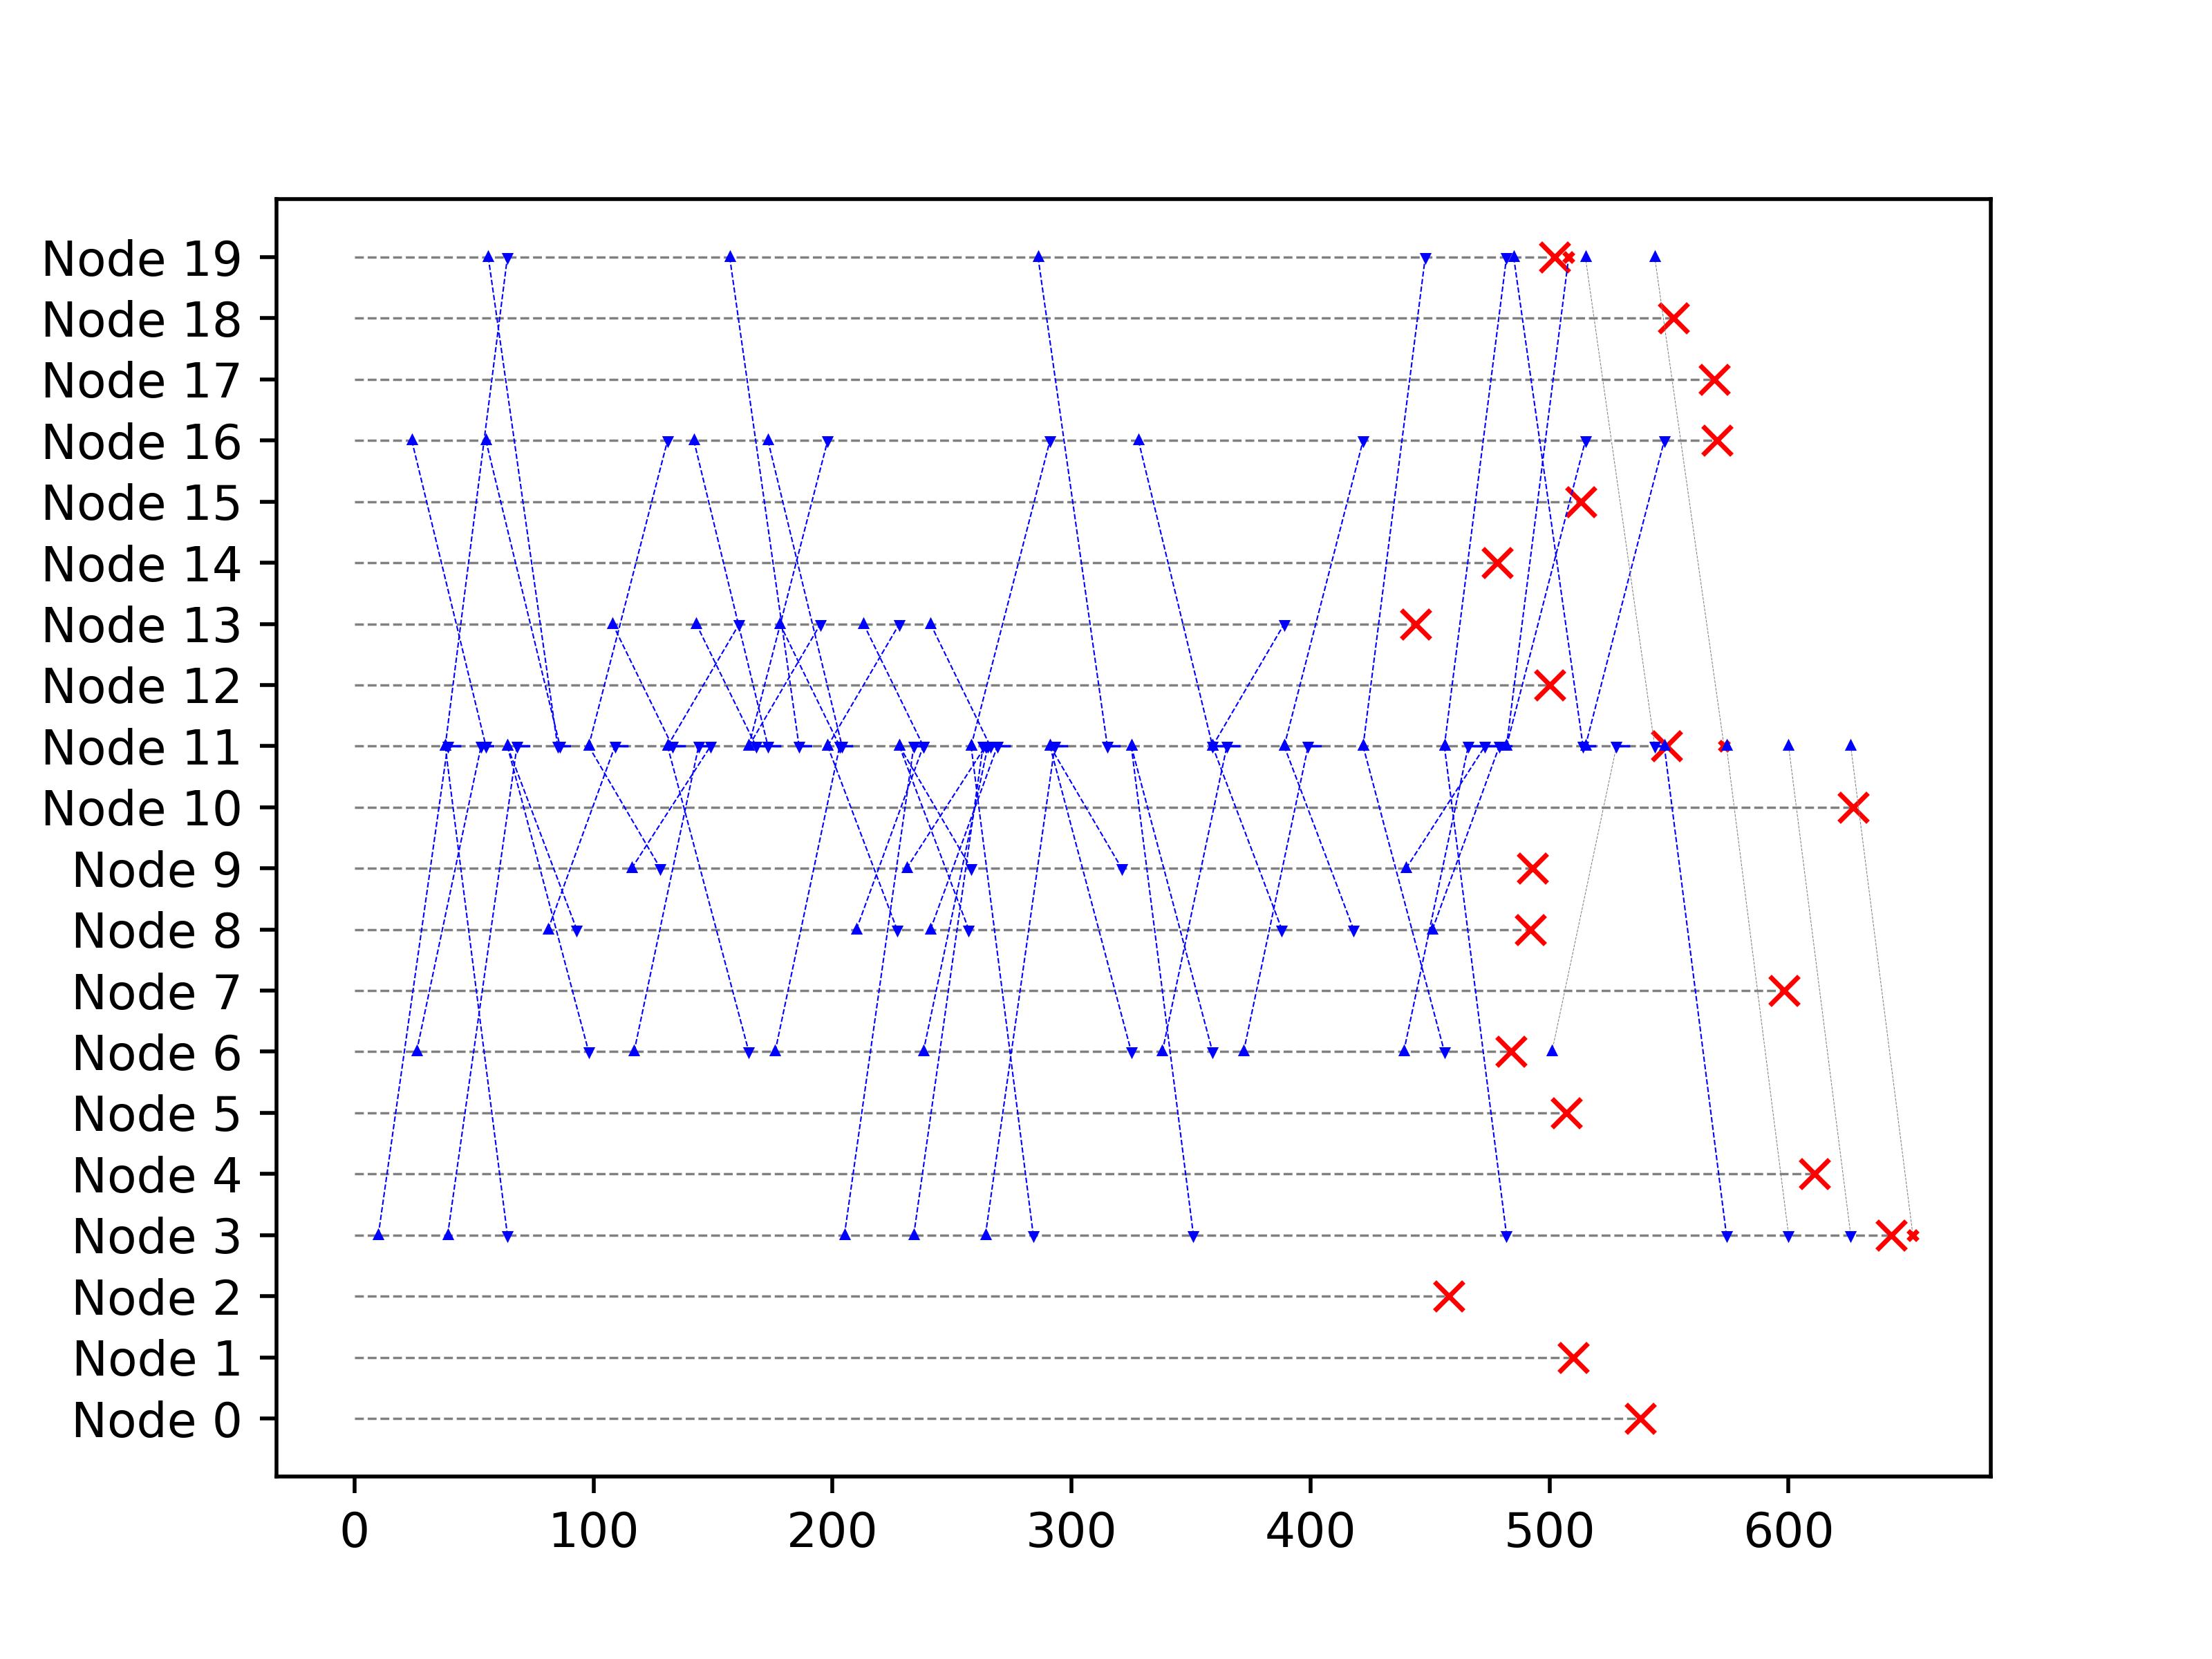 Node 19
Node 18
Node 17
Node 16
Node 15
Node 14
Node 13
Node 12
Node 11
Node 10
Node 9
Node 8
Node 7
Node 6
Node 5
Node 4
Node 3
Node 2
Node 1
Node 0
0 100 200 300 400 500 600